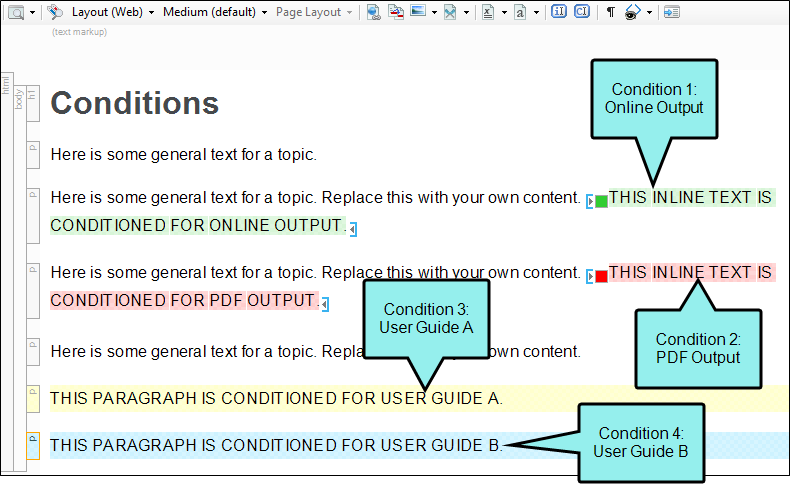 Layout (Web) Medium (default) Page Layout
(text markup)
html
body
h1
Conditions
Condition 1:
Online Output
p
Here is some general text for a topic.
p
Here is some general text for a topic. Replace this with your own content. THIS INLINE TEXT IS
CONDITIONED FOR ONLINE OUTPUT.
p
Here is some general text for a topic. Replace this with your own content. THIS INLINE TEXT IS
CONDITIONED FOR PDF OUTPUT.
Condition 3:
User Guide A
Condition 2:
PDF Output
p
Here is some general text for a topic. Repla your own content.
p
THIS PARAGRAPH IS CONDITIONED FOR USER GUIDE A.
p
THIS PARAGRAPH IS CONDITIONED FOR USER GUIDE B.
Condition 4:
User Guide B